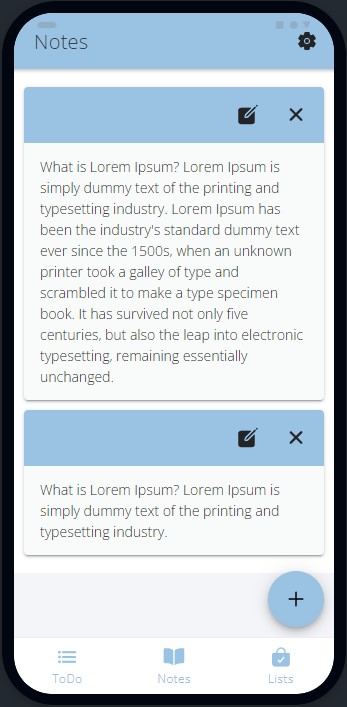 Notes
What is Lorem Ipsum? Lorem Ipsum is
simply dummy text of the printing and
typesetting industry. Lorem Ipsum has
been the industry's standard dummy text
ever since the 1500s, when an unknown
printer took a galley of type and
scrambled it to make a type specimen
book. It has survived not only five
centuries, but also the leap into electronic
typesetting, remaining essentially
unchanged.
What is Lorem Ipsum? Lorem Ipsum is
simply dummy text of the printing and
typesetting industry.
ToDo Notes Lists